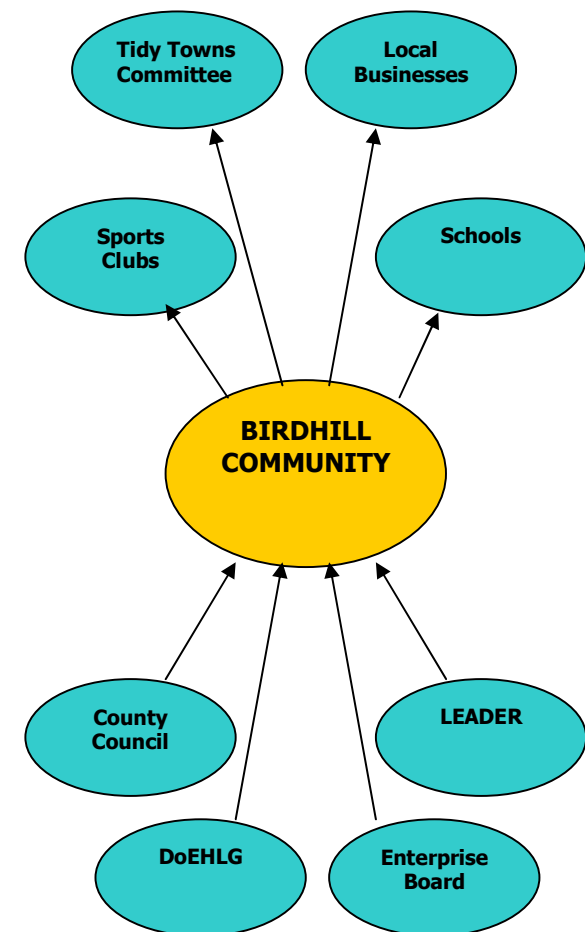 Tidy Towns
Committee
Local
Businesses
Sports
Clubs
Schools
BIRDHILL
COMMUNITY
County
Council
LEADER
DoEHLG
Enterprise
Board